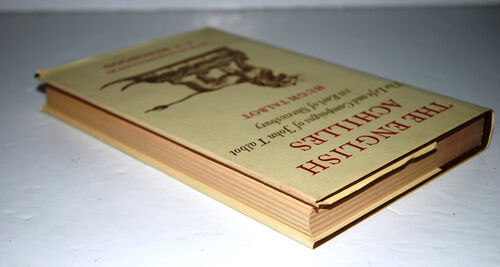 THE ENGLISH
ACHILLES
The Life and Campaigns of John Talbot
1st Earl of Shrewsbury
HUGH TALBOT